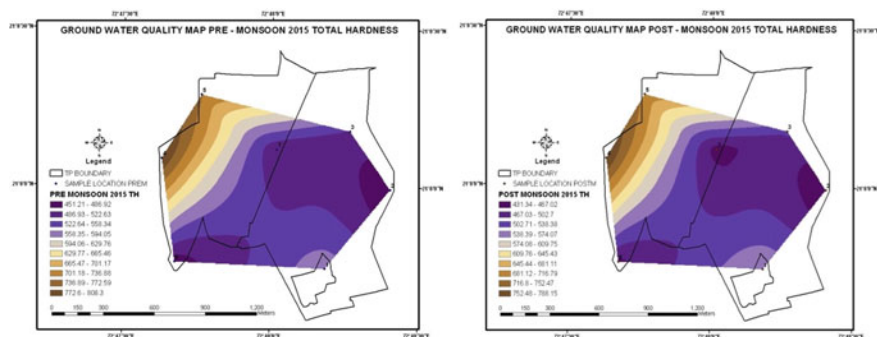 GROUND WATER QUALITY MAP PRE - MONSOON 2015 TOTAL HARDNESS
Legend
TP BOUNDARY
SAMPLE LOCATION PREM
PRE MONSOON 2015 TH
451.21 - 486.92
486.93 - 522.63
522.64 - 558.34
558.35 - 594.05
594.06 - 629.76
629.77 - 665.46
665.47 - 701.17
701.18 - 736.88
736.89 - 772.59
772.6 - 808.3
0 150 300 600 900 1,200
Meters
GROUND WATER QUALITY MAP POST - MONSOON 2015 TOTAL HARDNESS
Legend
TP BOUNDARY
SAMPLE LOCATION POSTM
POST MONSOON 2015 TH
431.34 - 467.02
467.03 - 502.7
502.71 - 538.38
538.39 - 574.07
574.08 - 609.75
609.76 - 645.43
645.44 - 681.11
681.12 - 716.79
716.8 - 752.47
752.48 - 788.15
0 150 300 600 900 1,200
Meters